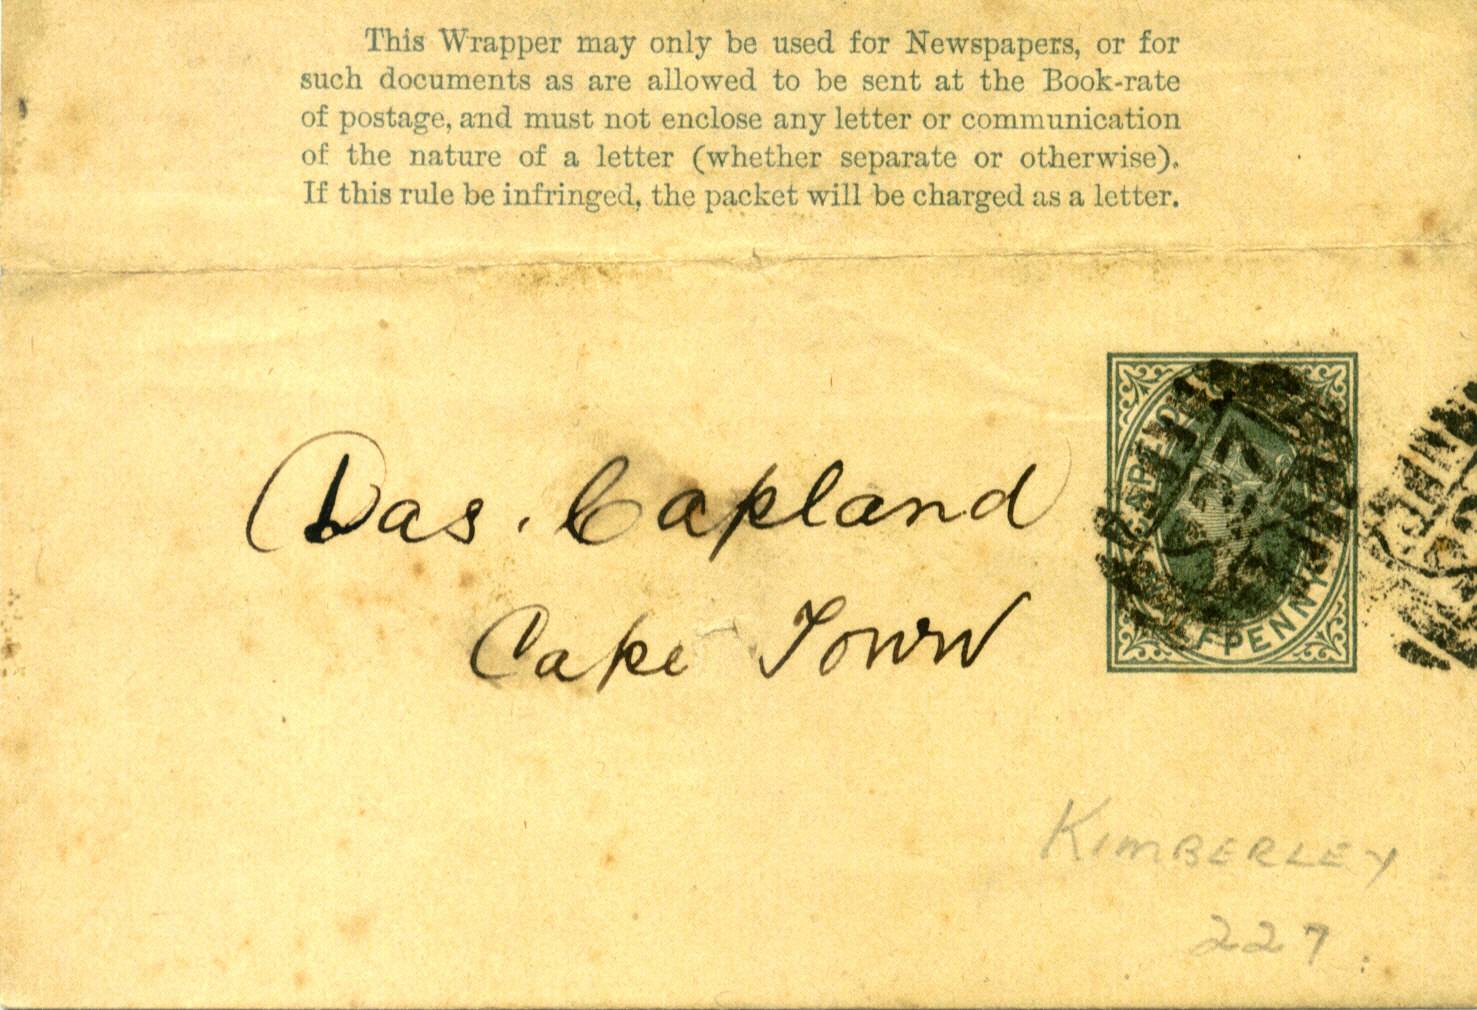 This Wrapper may only be used for Newspapers, or for
such documents as are allowed to be sent at the Book-rate
of postage, and must not enclose any letter or communication
of the nature of a letter (whether separate or otherwise).
If this rule be infringed, the packet will be charged as a letter.
Das. Capland
Cape Town
FPENNY
KIMBERLEY
227.